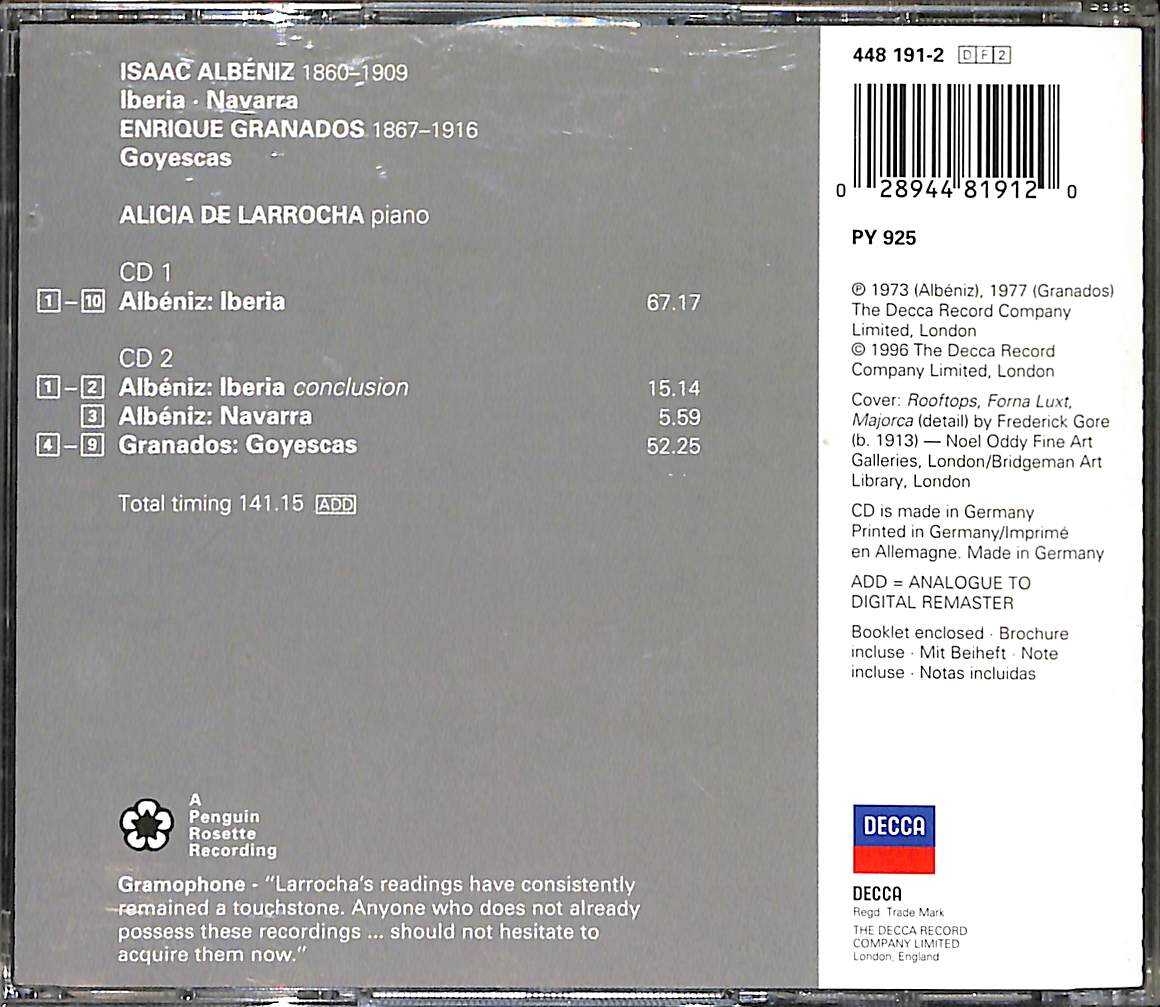 ISAAC ALBÉNIZ 1860–1909
Iberia · Navarra
ENRIQUE GRANADOS 1867–1916
Goyescas
ALICIA DE LARROCHA piano
CD 1
1 – 10 Albéniz: Iberia 67.17
CD 2
1 – 2 Albéniz: Iberia conclusion 15.14
3 Albéniz: Navarra 5.59
4 – 9 Granados: Goyescas 52.25
Total timing 141.15 ADD
A
Penguin
Rosette
Recording
Gramophone - “Larrocha's readings have consistently
remained a touchstone. Anyone who does not already
possess these recordings ... should not hesitate to
acquire them now.”
448 191-2 D F 2
0 28944 81912 0
PY 925
℗ 1973 (Albéniz), 1977 (Granados)
The Decca Record Company
Limited, London
© 1996 The Decca Record
Company Limited, London
Cover: Rooftops, Forna Luxt,
Majorca (detail) by Frederick Gore
(b. 1913) — Noel Oddy Fine Art
Galleries, London/Bridgeman Art
Library, London
CD is made in Germany
Printed in Germany/Imprimé
en Allemagne. Made in Germany
ADD = ANALOGUE TO
DIGITAL REMASTER
Booklet enclosed · Brochure
incluse · Mit Beiheft · Note
incluse · Notas incluidas
DECCA
DECCA
Regd Trade Mark
THE DECCA RECORD
COMPANY LIMITED
London, England